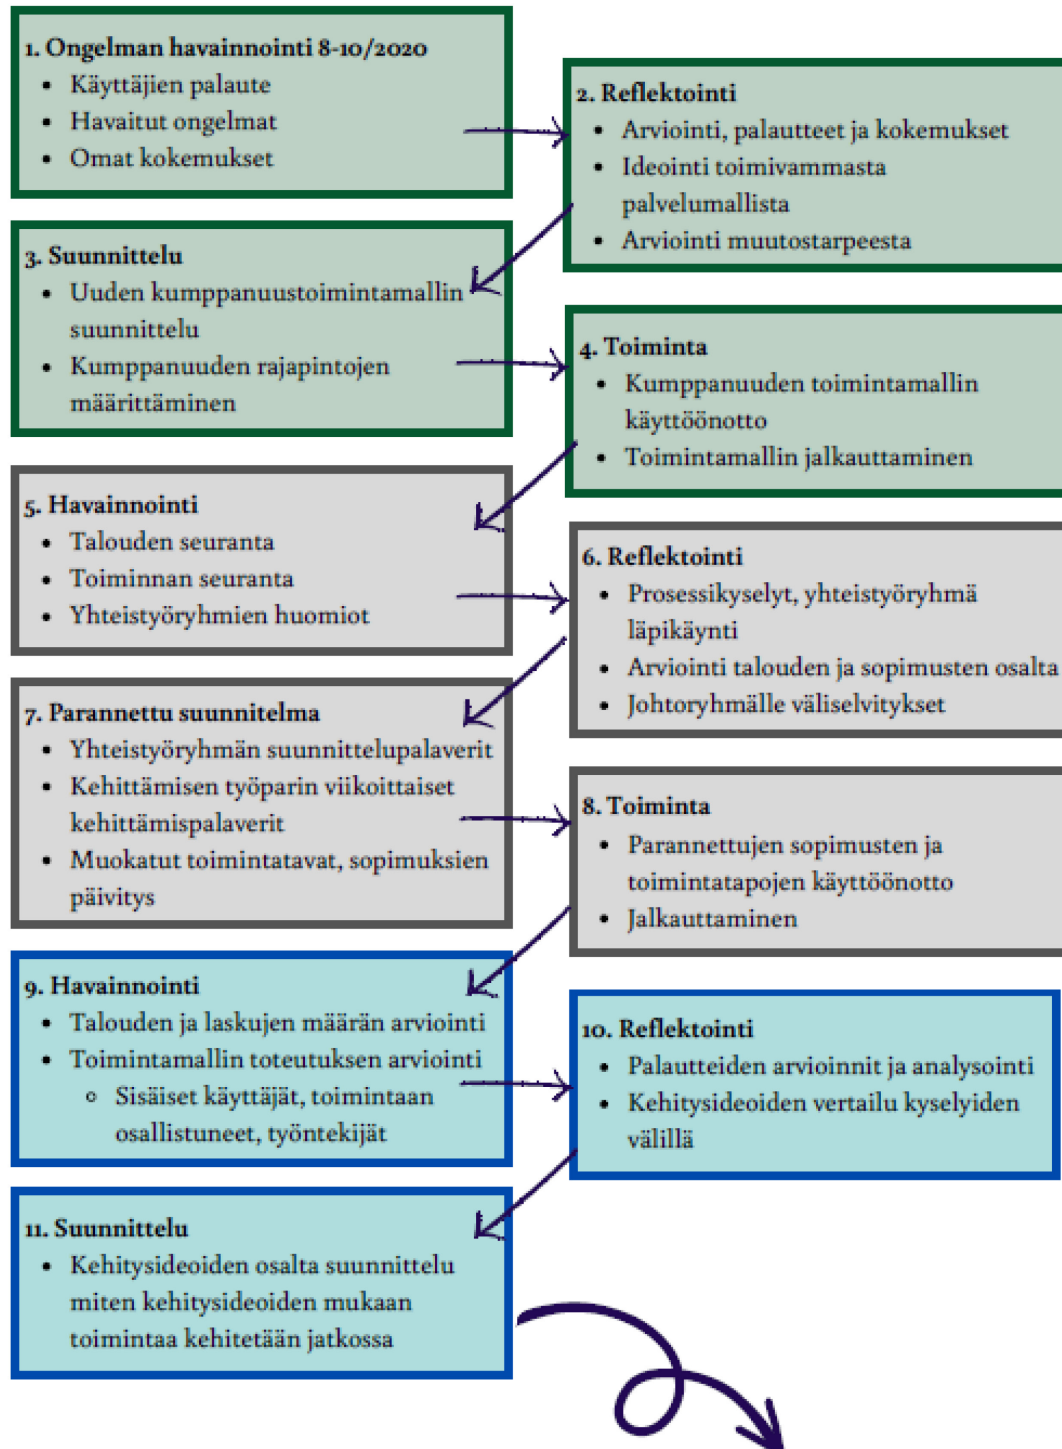 1. Ongelman havainnointi 8-10/2020
• Käyttäjien palaute
• Havaitut ongelmat
• Omat kokemukset
2. Reflektointi
• Arviointi, palautteet ja kokemukset
• Ideointi toimivammasta
palvelumallista
• Arviointi muutostarpeesta
3. Suunnittelu
• Uuden kumppanuustoimintamallin
suunnittelu
• Kumppanuuden rajapintojen
määrittäminen
4. Toiminta
• Kumppanuuden toimintamallin
käyttöönotto
• Toimintamallin jalkauttaminen
5. Havainnointi
• Talouden seuranta
• Toiminnan seuranta
• Yhteistyöryhmien huomiot
6. Reflektointi
• Prosessikyselyt, yhteistyöryhmä
läpikäynti
• Arviointi talouden ja sopimusten osalta
• Johtoryhmälle väliselvitykset
7. Parannettu suunnitelma
• Yhteistyöryhmän suunnittelupalaverit
• Kehittämisen työparin viikoittaiset
kehittämispalaverit
• Muokatut toimintatavat, sopimuksien
päivitys
8. Toiminta
• Parannettujen sopimusten ja
toimintatapojen käyttöönotto
• Jalkauttaminen
9. Havainnointi
• Talouden ja laskujen määrän arviointi
• Toimintamallin toteutuksen arviointi
◦ Sisäiset käyttäjät, toimintaan
osallistuneet, työntekijät
10. Reflektointi
• Palautteiden arvioinnit ja analysointi
• Kehitysideoiden vertailu kyselyiden
välillä
11. Suunnittelu
• Kehitysideoiden osalta suunnittelu
miten kehitysideoiden mukaan
toimintaa kehitetään jatkossa